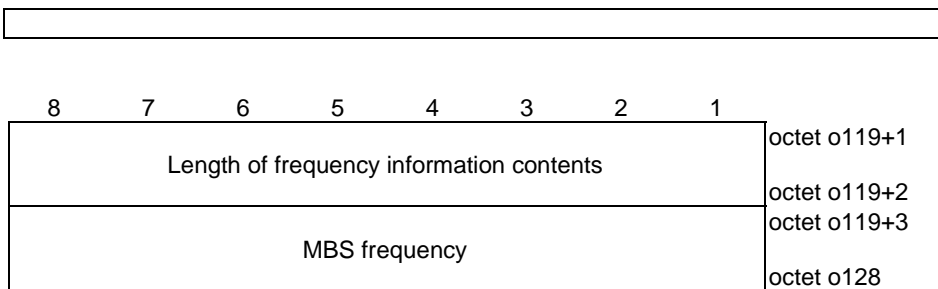 8 7 6 5 4 3 2 1
Length of frequency information contents
octet o119+1
octet o119+2
MBS frequency
octet o119+3
octet o128